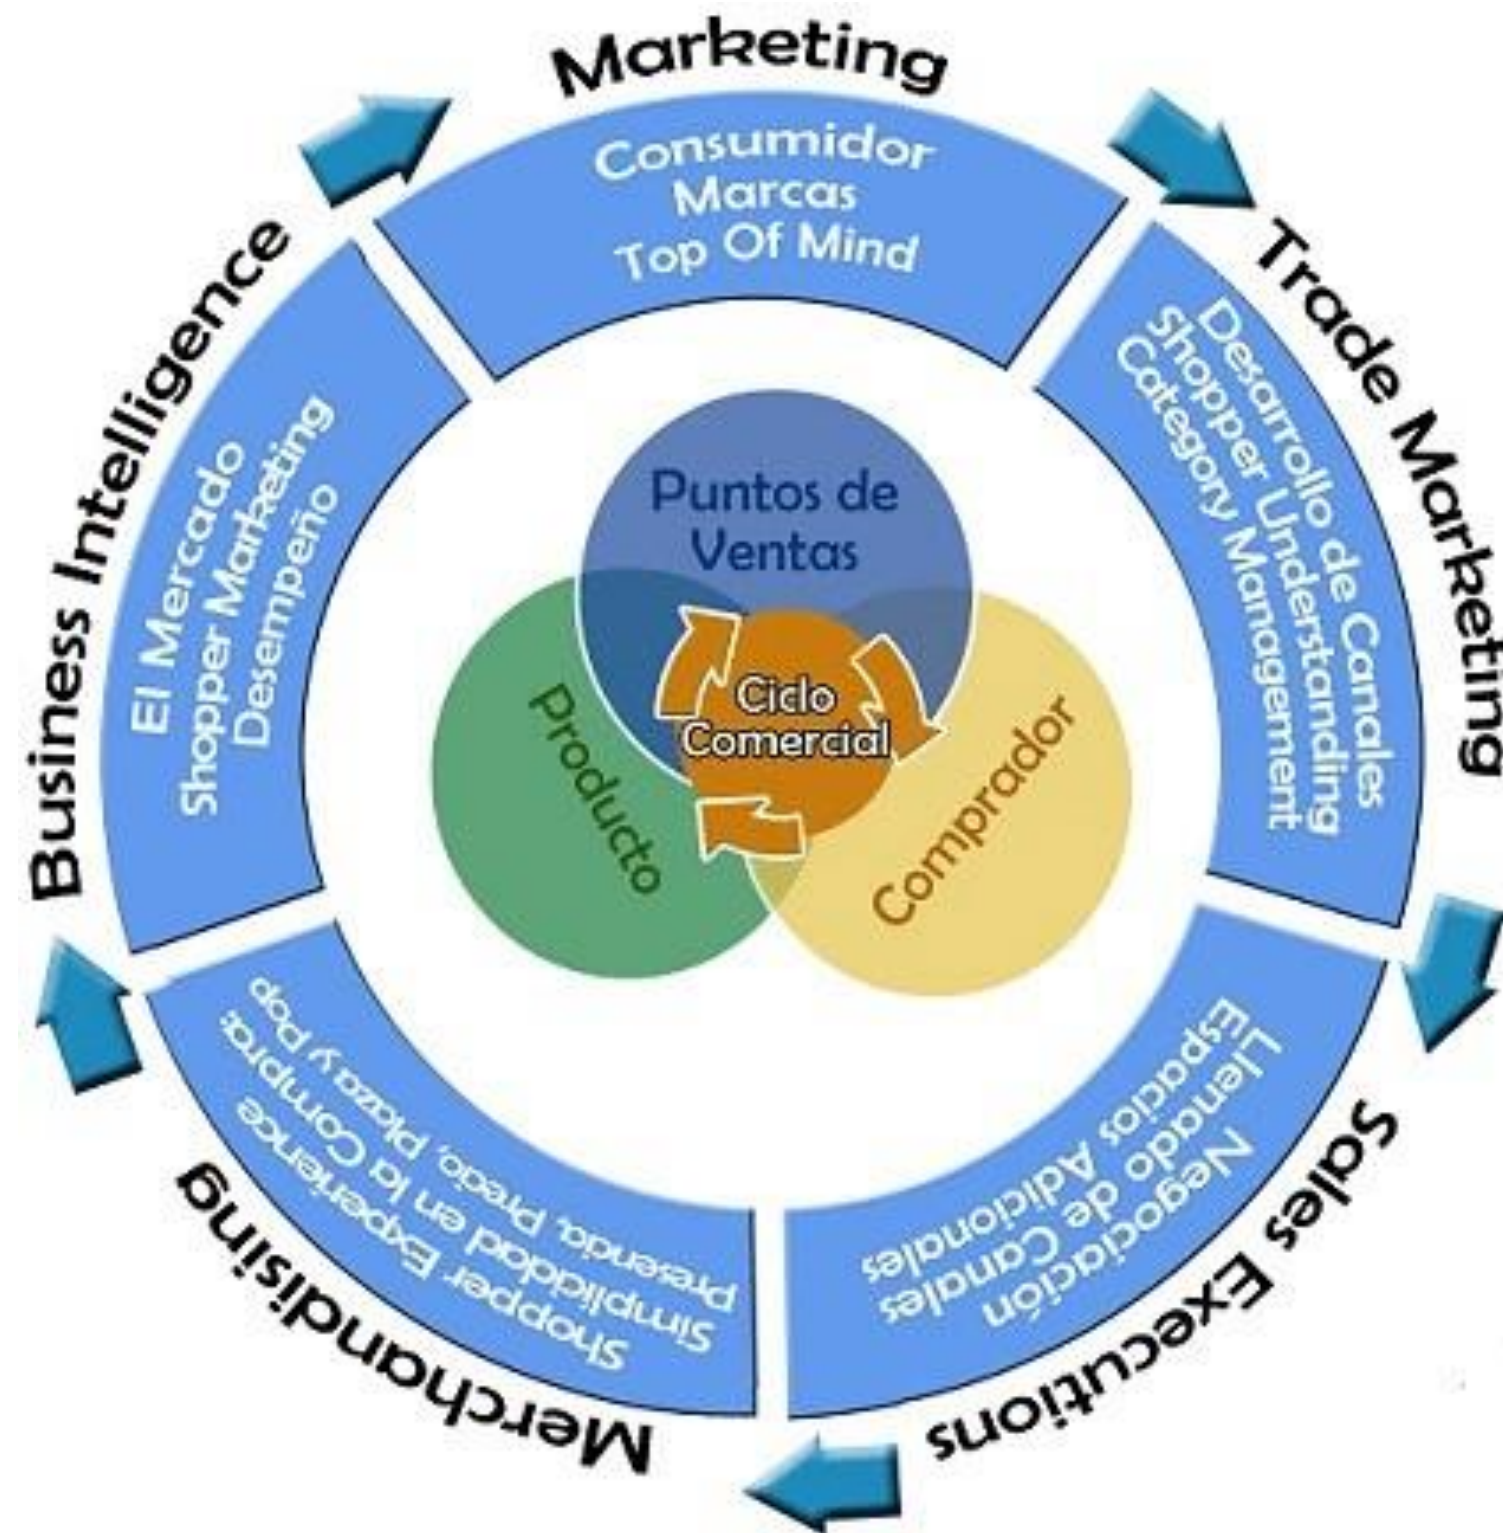 Marketing
Consumidor
Marcas
Top Of Mind
Trade Marketing
Desarrollo de Canales
Shopper Understanding
Category Management
Sales Executions
Negociación
Llenado de Canales
Espacios Adicionales
Merchandising
Shopper Experience
Simplicidad en la Compra:
Presencia, Precio, Plaza y Pop
Business Intelligence
El Mercado
Shopper Marketing
Desempeño
Puntos de
Ventas
Producto
Comprador
Ciclo
Comercial